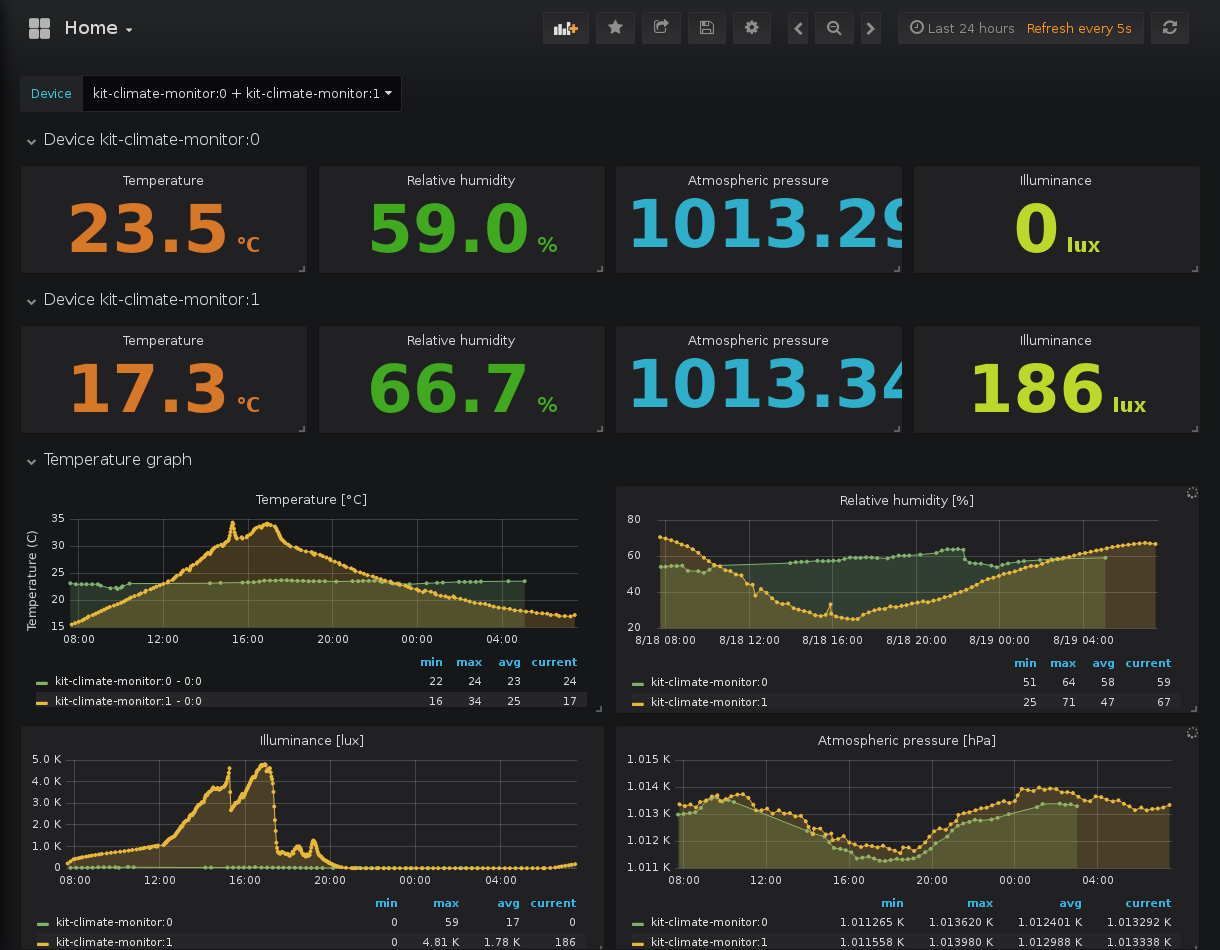 Home
Last 24 hours Refresh every 5s
Device kit-climate-monitor:0 + kit-climate-monitor:1
Device kit-climate-monitor:0
Temperature Relative humidity Atmospheric pressure Illuminance
23.5 °C 59.0 % 1013.29 0 lux
Device kit-climate-monitor:1
Temperature Relative humidity Atmospheric pressure Illuminance
17.3 °C 66.7 % 1013.34 186 lux
Temperature graph
Temperature [°C]
Temperature (C)
35
30
25
20
15
08:00 12:00 16:00 20:00 00:00 04:00
min max avg current
kit-climate-monitor:0 - 0:0 22 24 23 24
kit-climate-monitor:1 - 0:0 16 34 25 17
Relative humidity [%]
80
60
40
20
8/18 08:00 8/18 12:00 8/18 16:00 8/18 20:00 8/19 00:00 8/19 04:00
min max avg current
kit-climate-monitor:0 51 64 58 59
kit-climate-monitor:1 25 71 47 67
Illuminance [lux]
5.0 K
4.0 K
3.0 K
2.0 K
1.0 K
0
08:00 12:00 16:00 20:00 00:00 04:00
min max avg current
kit-climate-monitor:0 0 59 17 0
kit-climate-monitor:1 0 4.81 K 1.78 K 186
Atmospheric pressure [hPa]
1.015 K
1.014 K
1.013 K
1.012 K
1.011 K
08:00 12:00 16:00 20:00 00:00 04:00
min max avg current
kit-climate-monitor:0 1.011265 K 1.013620 K 1.012401 K 1.013292 K
kit-climate-monitor:1 1.011558 K 1.013980 K 1.012988 K 1.013338 K